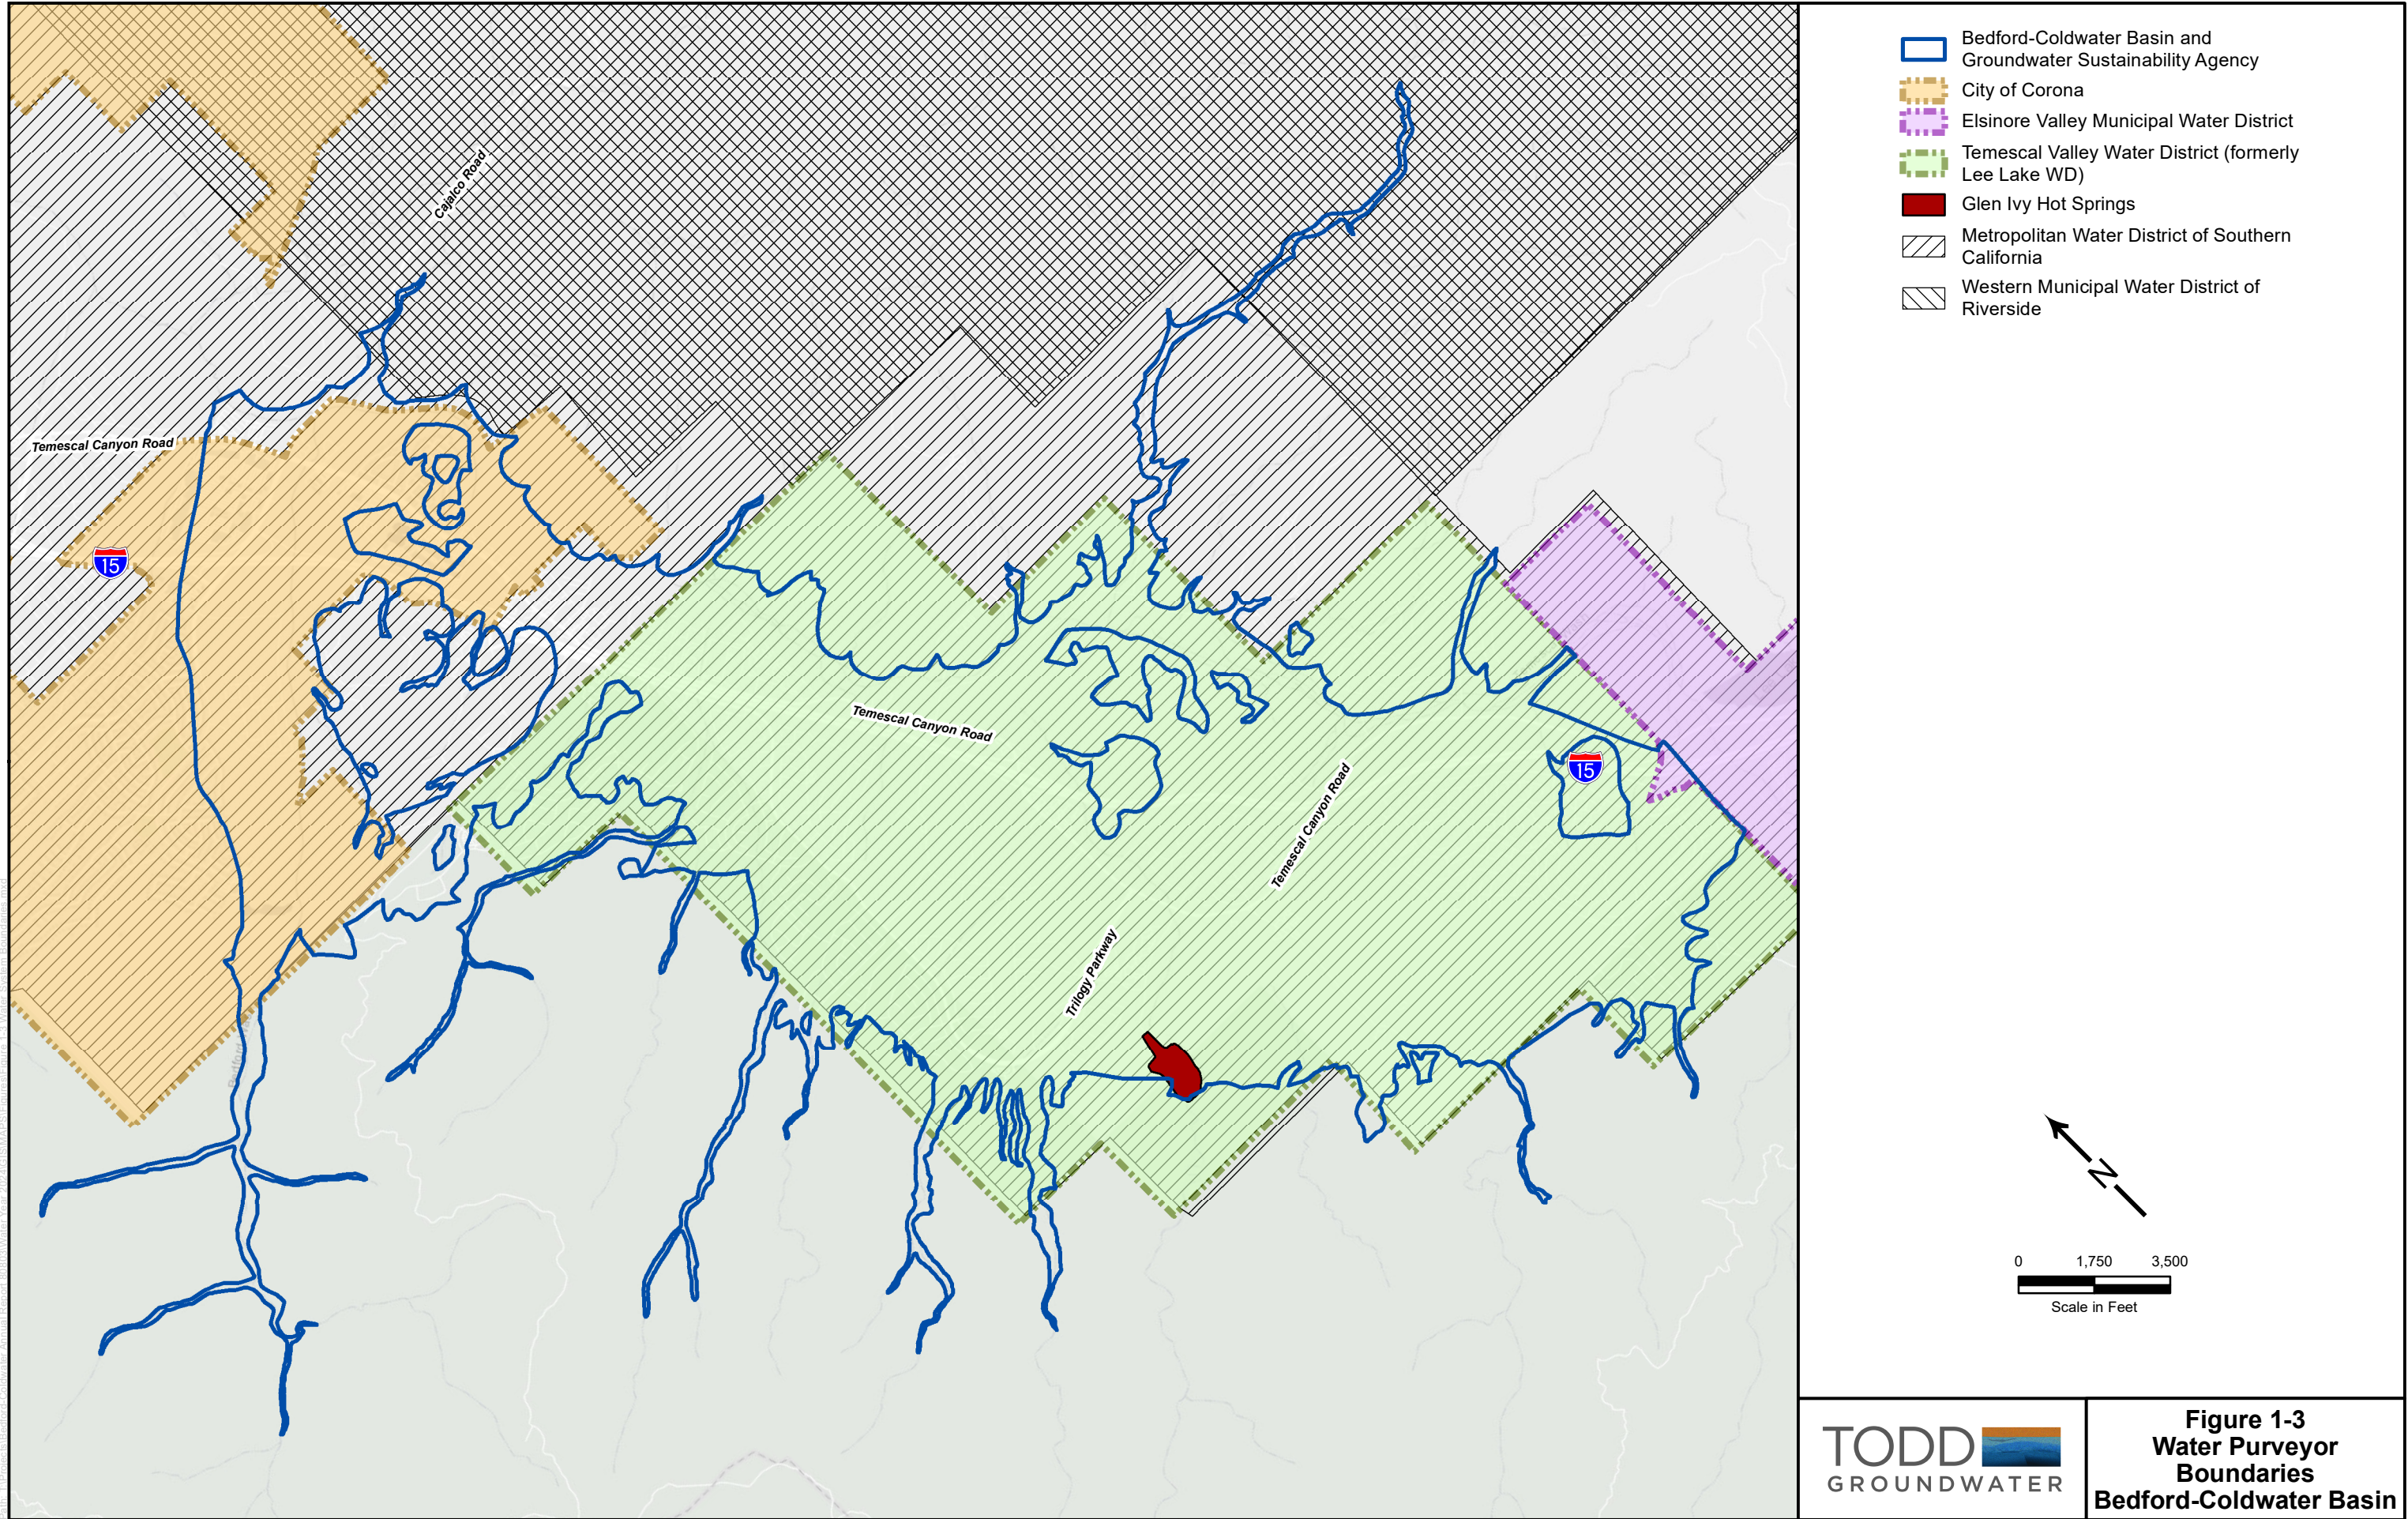 Bedford-Coldwater Basin and
Groundwater Sustainability Agency
City of Corona
Elsinore Valley Municipal Water District
Temescal Valley Water District (formerly
Lee Lake WD)
Glen Ivy Hot Springs
Metropolitan Water District of Southern
California
Western Municipal Water District of
Riverside
Cajalco Road
Temescal Canyon Road
15
Temescal Canyon Road
15
Temescal Canyon Road
Trilogy Parkway
N
0 1,750 3,500
Scale in Feet
TODD
GROUNDWATER
Figure 1-3
Water Purveyor
Boundaries
Bedford-Coldwater Basin